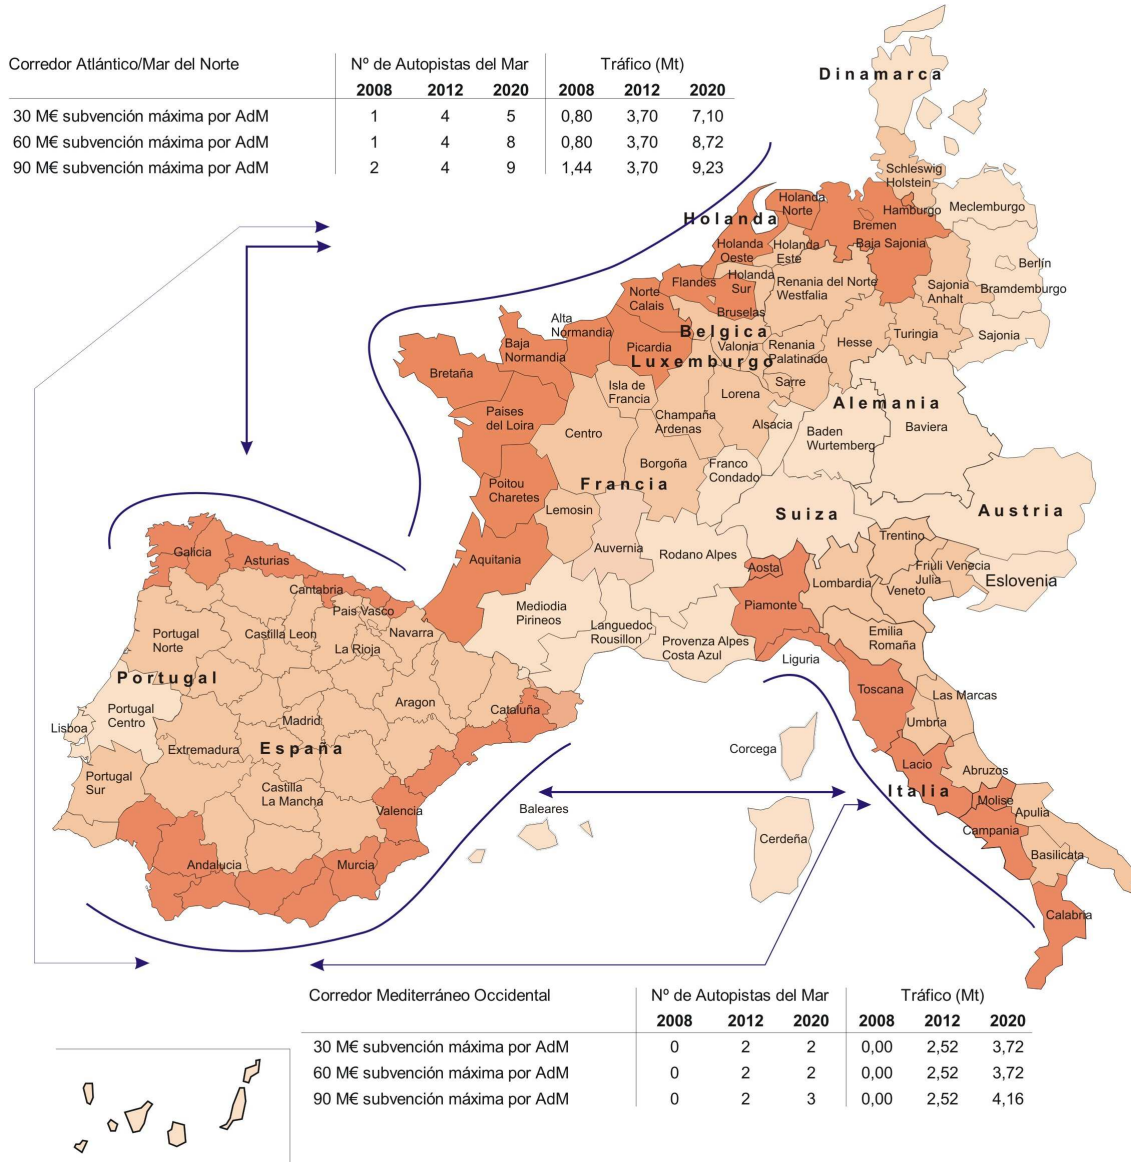 Corredor Atlántico/Mar del Norte Nº de Autopistas del Mar Tráfico (Mt)
2008 2012 2020 2008 2012 2020
30 M€ subvención máxima por AdM 1 4 5 0,80 3,70 7,10
60 M€ subvención máxima por AdM 1 4 8 0,80 3,70 8,72
90 M€ subvención máxima por AdM 2 4 9 1,44 3,70 9,23
Dinamarca
Schleswig
Holstein
Meclemburgo
Holanda
Norte
Hamburgo
Holanda
Bremen
Holanda
Oeste
Holanda
Este
Baja Sajonia
Berlín
Flandes
Holanda
Sur
Renania del Norte
Westfalia
Sajonia
Anhalt
Bramdemburgo
Norte
Calais
Bruselas
Alta
Normandia
Belgica
Turingia
Sajonia
Baja
Normandia
Picardia
Valonia
Renania
Palatinado
Hesse
Luxemburgo
Bretaña
Isla de
Francia
Lorena
Sarre
Alemania
Paises
del Loira
Champaña
Ardenas
Alsacia
Baden
Wurtemberg
Baviera
Centro
Borgoña
Franco
Condado
Poitou
Charetes
Francia
Lemosin
Suiza
Austria
Galicia
Asturias
Aquitania
Auvernia
Rodano Alpes
Trentino
Aosta
Lombardia
Friuli Venecia
Julia
Eslovenia
Veneto
Cantabria
Pais Vasco
Mediodia
Pirineos
Piamonte
Portugal
Norte
Castilla Leon
Navarra
La Rioja
Languedoc
Rousillon
Provenza Alpes
Costa Azul
Emilia
Romaña
Liguria
Portugal
Toscana
Las Marcas
Portugal
Centro
Aragon
Cataluña
Lisboa
Madrid
Umbria
Extremadura
España
Corcega
Lacio
Abruzos
Portugal
Sur
Castilla
La Mancha
Italia
Molise
Apulia
Valencia
Baleares
Campania
Cerdeña
Basilicata
Andalucia
Murcia
Calabria
Corredor Mediterráneo Occidental Nº de Autopistas del Mar Tráfico (Mt)
2008 2012 2020 2008 2012 2020
30 M€ subvención máxima por AdM 0 2 2 0,00 2,52 3,72
60 M€ subvención máxima por AdM 0 2 2 0,00 2,52 3,72
90 M€ subvención máxima por AdM 0 2 3 0,00 2,52 4,16